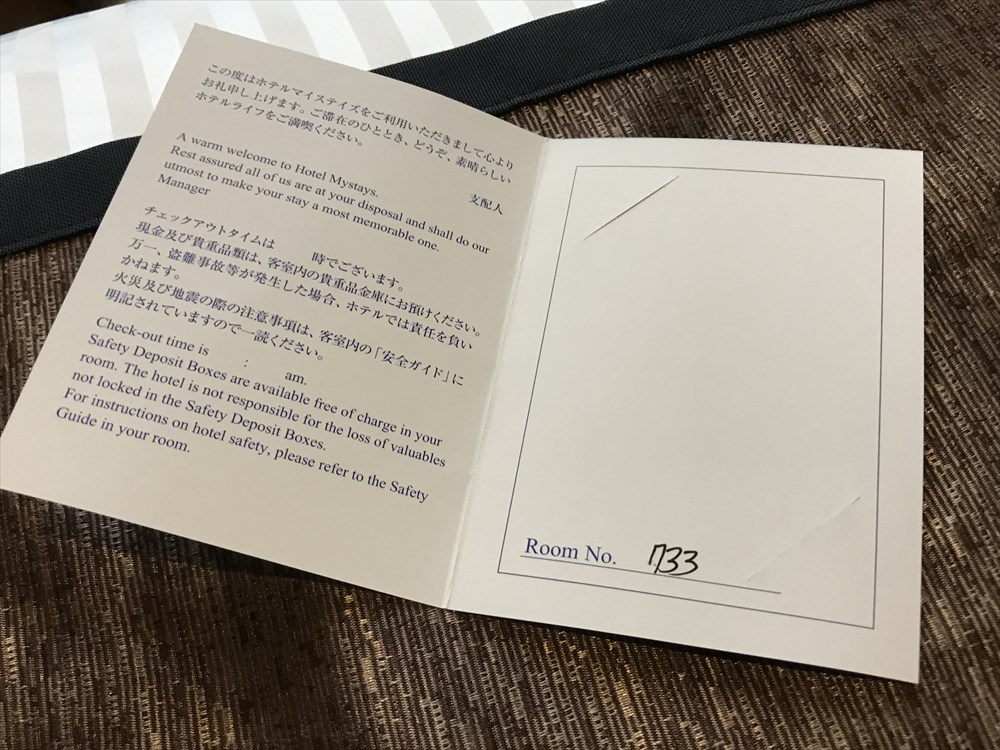 この度はホテルマイステイズをご利用いただきまして心より
お礼申し上げます。ご滞在のひととき、どうぞ、素晴らしい
ホテルライフをご満喫ください。
支配人
A warm welcome to Hotel Mystays.
Rest assured all of us are at your disposal and shall do our
utmost to make your stay a most memorable one.
Manager
チェックアウトタイムは 時でございます。
現金及び貴重品類は、客室内の貴重品金庫にお預けください。
万一、盗難事故等が発生した場合、ホテルでは責任を負い
かねます。
火災及び地震の際の注意事項は、客室内の「安全ガイド」に
明記されていますので一読ください。
Check-out time is : am.
Safety Deposit Boxes are available free of charge in your
room. The hotel is not responsible for the loss of valuables
not locked in the Safety Deposit Boxes.
For instructions on hotel safety, please refer to the Safety
Guide in your room.
Room No. 1733